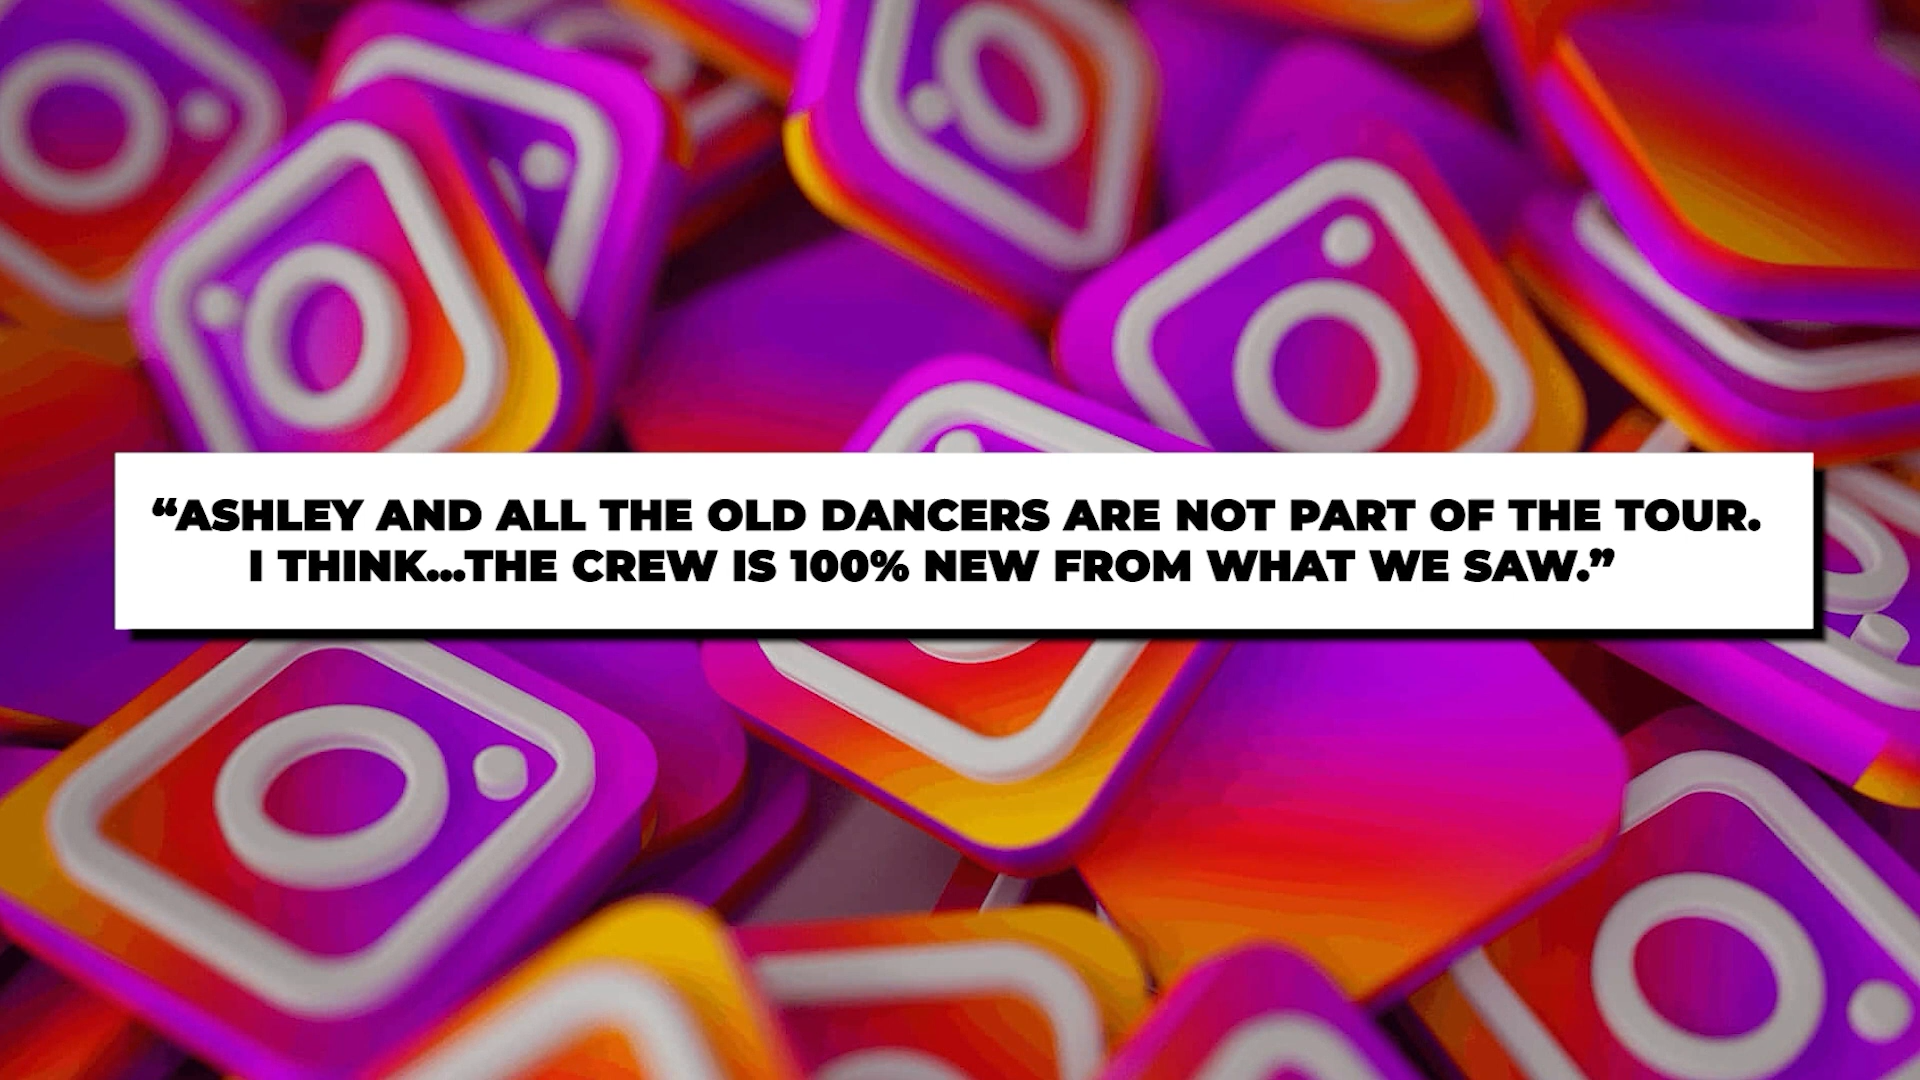 “ASHLEY AND ALL THE OLD DANCERS ARE NOT PART OF THE TOUR.
I THINK...THE CREW IS 100% NEW FROM WHAT WE SAW.”